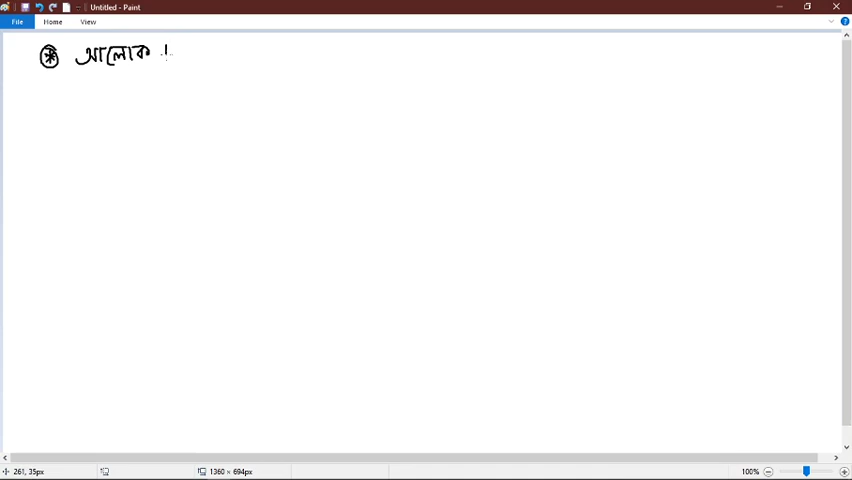 Untitled - Paint
File Home View
আলোক
261, 35px 1360 × 694px 100%